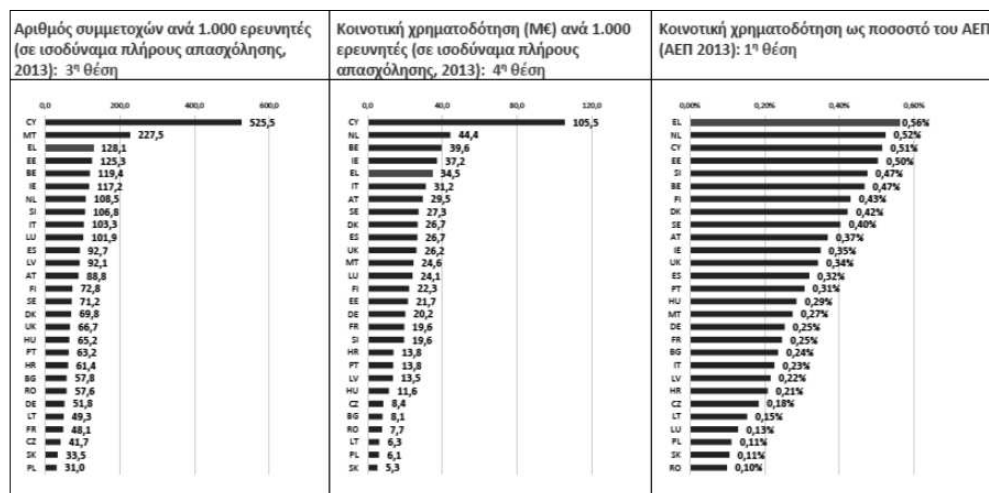 Αριθμός συμμετοχών ανά 1.000 ερευνητές
(σε ισοδύναμα πλήρους απασχόλησης,
2013): 3η θέση
0,0 200,0 400,0 600,0
CY 525,5
MT 227,5
EL 128,1
EE 125,3
BE 119,4
IE 117,2
NL 108,5
SI 106,8
IT 103,3
LU 101,9
ES 92,7
LV 92,1
AT 88,8
FI 72,8
SE 71,2
DK 69,8
UK 66,7
HU 65,2
PT 63,2
HR 61,4
BG 57,8
RO 57,6
DE 51,8
LT 49,3
FR 48,1
CZ 41,7
SK 33,5
PL 31,0
Κοινοτική χρηματοδότηση (Μ€) ανά 1.000
ερευνητές (σε ισοδύναμα πλήρους
απασχόλησης, 2013): 4η θέση
0,0 40,0 80,0 120,0
CY 105,5
NL 44,4
BE 39,6
IE 37,2
EL 34,5
IT 31,2
AT 29,5
SE 27,3
DK 26,7
ES 26,7
UK 26,2
MT 24,6
LU 24,1
FI 22,3
EE 21,7
DE 20,2
FR 19,6
SI 19,6
HR 13,8
PT 13,8
LV 13,5
HU 11,6
CZ 8,4
BG 8,1
RO 7,7
LT 6,3
PL 6,1
SK 5,3
Κοινοτική χρηματοδότηση ως ποσοστό του ΑΕΠ
(ΑΕΠ 2013): 1η θέση
0,00% 0,20% 0,40% 0,60%
EL 0,56%
NL 0,52%
CY 0,51%
EE 0,50%
SI 0,47%
BE 0,47%
FI 0,43%
DK 0,42%
SE 0,40%
AT 0,37%
IE 0,35%
UK 0,34%
ES 0,32%
PT 0,31%
HU 0,29%
MT 0,27%
DE 0,25%
FR 0,25%
BG 0,24%
IT 0,23%
LV 0,22%
HR 0,21%
CZ 0,18%
LT 0,15%
LU 0,13%
PL 0,11%
SK 0,11%
RO 0,10%